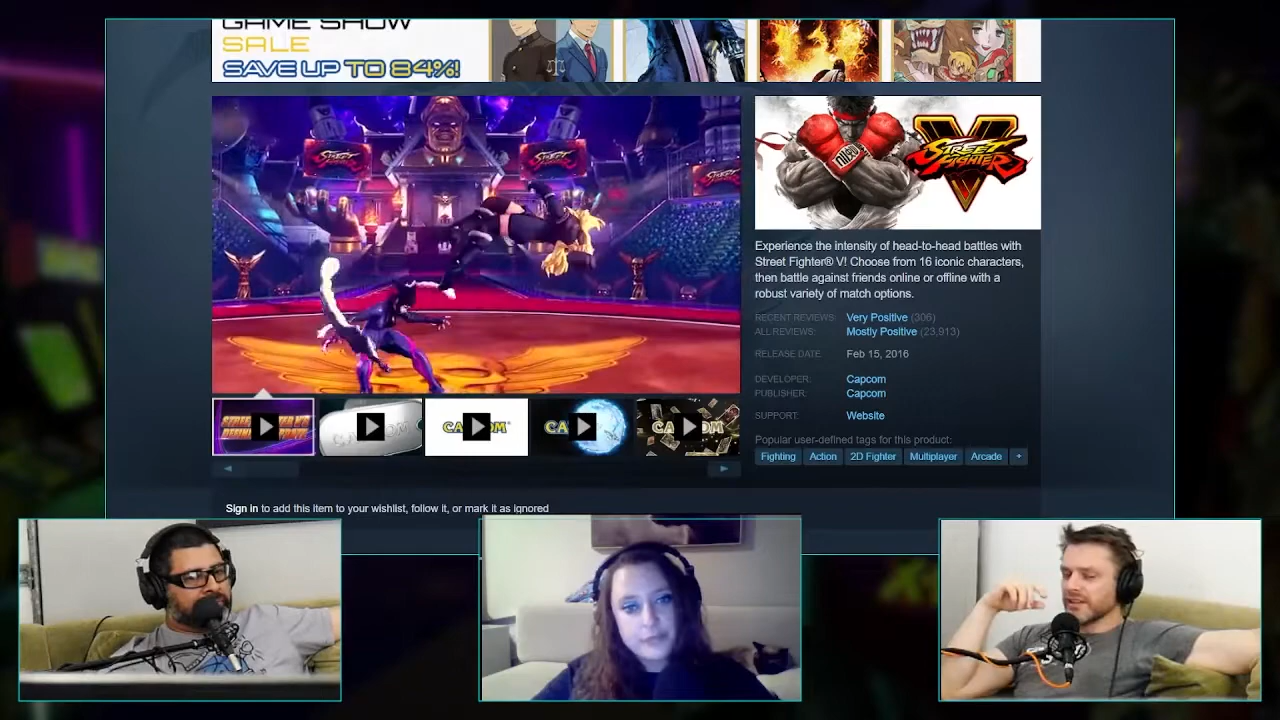 GAME SHOW
SALE
SAVE UP TO 84%!
STREET FIGHTER
STREET FIGHTER
STREET
STREET
FIGHTER
V
Experience the intensity of head-to-head battles with
Street Fighter® V! Choose from 16 iconic characters,
then battle against friends online or offline with a
robust variety of match options.
RECENT REVIEWS: Very Positive (306)
ALL REVIEWS: Mostly Positive (23,913)
RELEASE DATE: Feb 15, 2016
DEVELOPER: Capcom
PUBLISHER: Capcom
SUPPORT: Website
Popular user-defined tags for this product:
Fighting Action 2D Fighter Multiplayer Arcade +
Sign in to add this item to your wishlist, follow it, or mark it as ignored